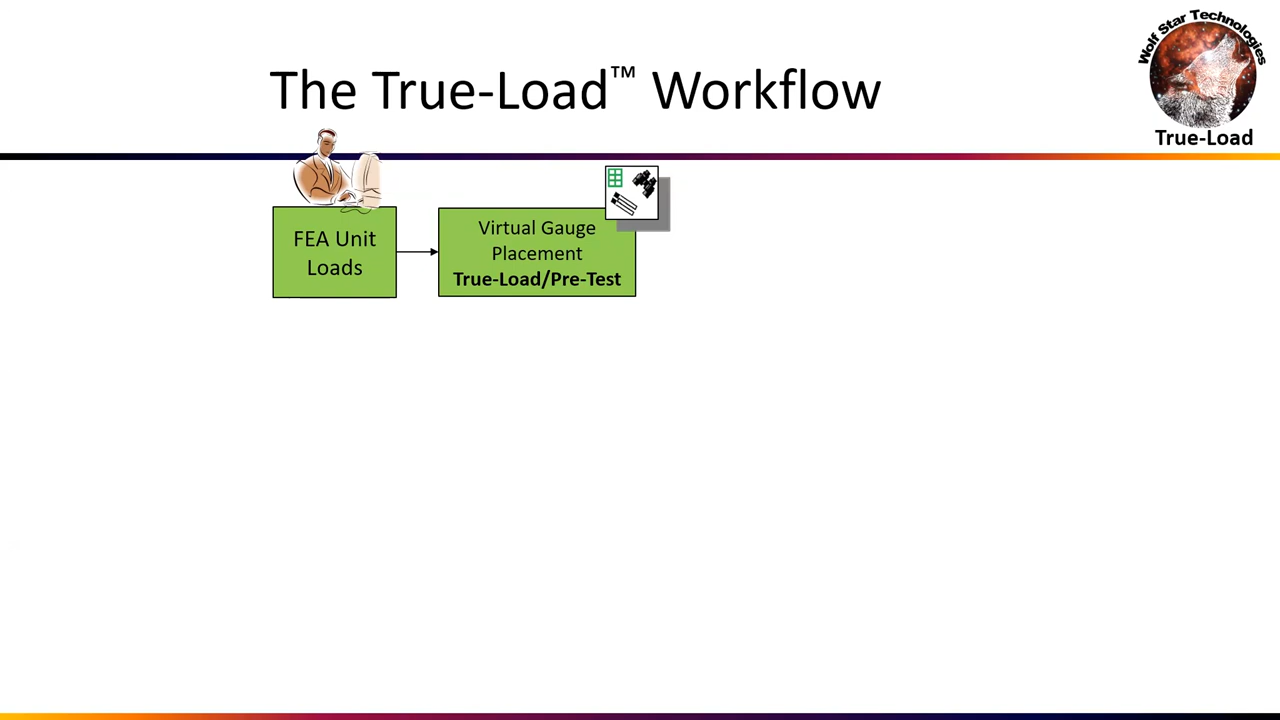 Wolf Star Technologies
The True-Load™ Workflow
True-Load
FEA Unit
Loads
Virtual Gauge
Placement
True-Load/Pre-Test